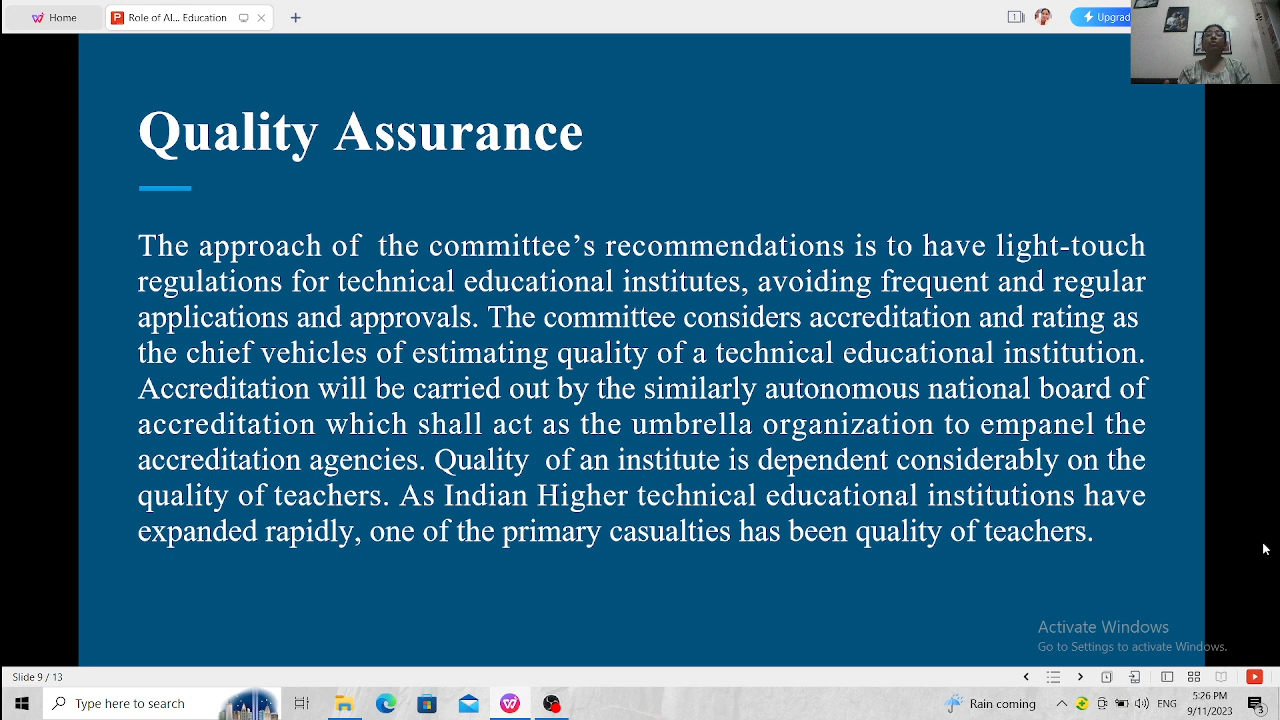 Home
Role of AI... Education
1
Upgrad
Quality Assurance
The approach of the committee’s recommendations is to have light-touch
regulations for technical educational institutes, avoiding frequent and regular
applications and approvals. The committee considers accreditation and rating as
the chief vehicles of estimating quality of a technical educational institution.
Accreditation will be carried out by the similarly autonomous national board of
accreditation which shall act as the umbrella organization to empanel the
accreditation agencies. Quality of an institute is dependent considerably on the
quality of teachers. As Indian Higher technical educational institutions have
expanded rapidly, one of the primary casualties has been quality of teachers.
Activate Windows
Go to Settings to activate Windows.
Slide 9 / 13
Type here to search
Rain coming
ENG
5:26 PM
9/11/2023
3